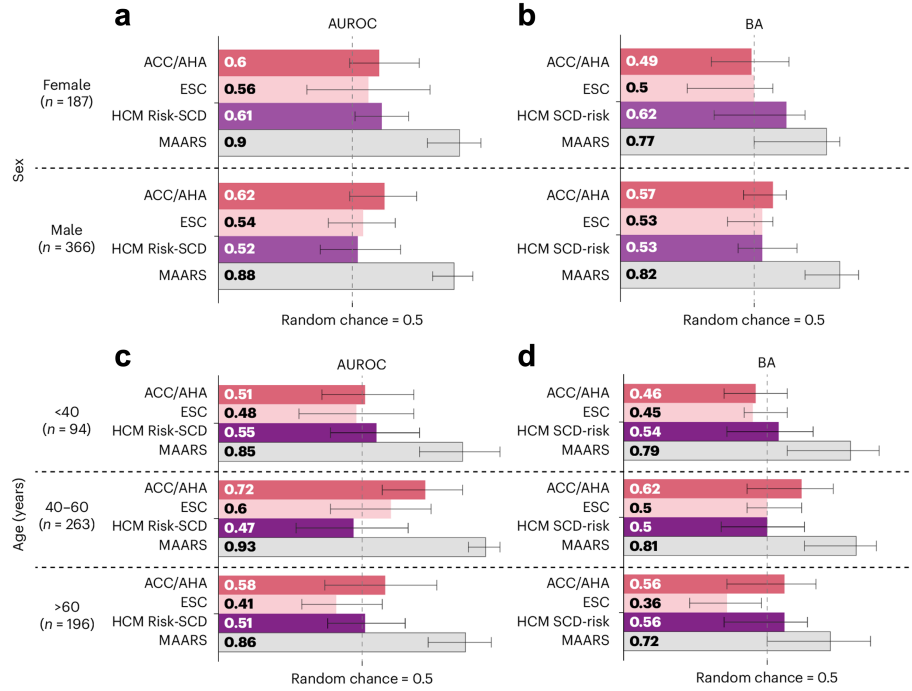 a
AUROC
Sex
Female
(n = 187)
ACC/AHA
0.6
ESC
0.56
HCM Risk-SCD
0.61
MAARS
0.9
Male
(n = 366)
ACC/AHA
0.62
ESC
0.54
HCM Risk-SCD
0.52
MAARS
0.88
Random chance = 0.5
b
BA
ACC/AHA
0.49
ESC
0.5
HCM SCD-risk
0.62
MAARS
0.77
ACC/AHA
0.57
ESC
0.53
HCM SCD-risk
0.53
MAARS
0.82
Random chance = 0.5
c
AUROC
Age (years)
<40
(n = 94)
ACC/AHA
0.51
ESC
0.48
HCM Risk-SCD
0.55
MAARS
0.85
40–60
(n = 263)
ACC/AHA
0.72
ESC
0.6
HCM Risk-SCD
0.47
MAARS
0.93
>60
(n = 196)
ACC/AHA
0.58
ESC
0.41
HCM Risk-SCD
0.51
MAARS
0.86
Random chance = 0.5
d
BA
ACC/AHA
0.46
ESC
0.45
HCM SCD-risk
0.54
MAARS
0.79
ACC/AHA
0.62
ESC
0.5
HCM SCD-risk
0.5
MAARS
0.81
ACC/AHA
0.56
ESC
0.36
HCM SCD-risk
0.56
MAARS
0.72
Random chance = 0.5